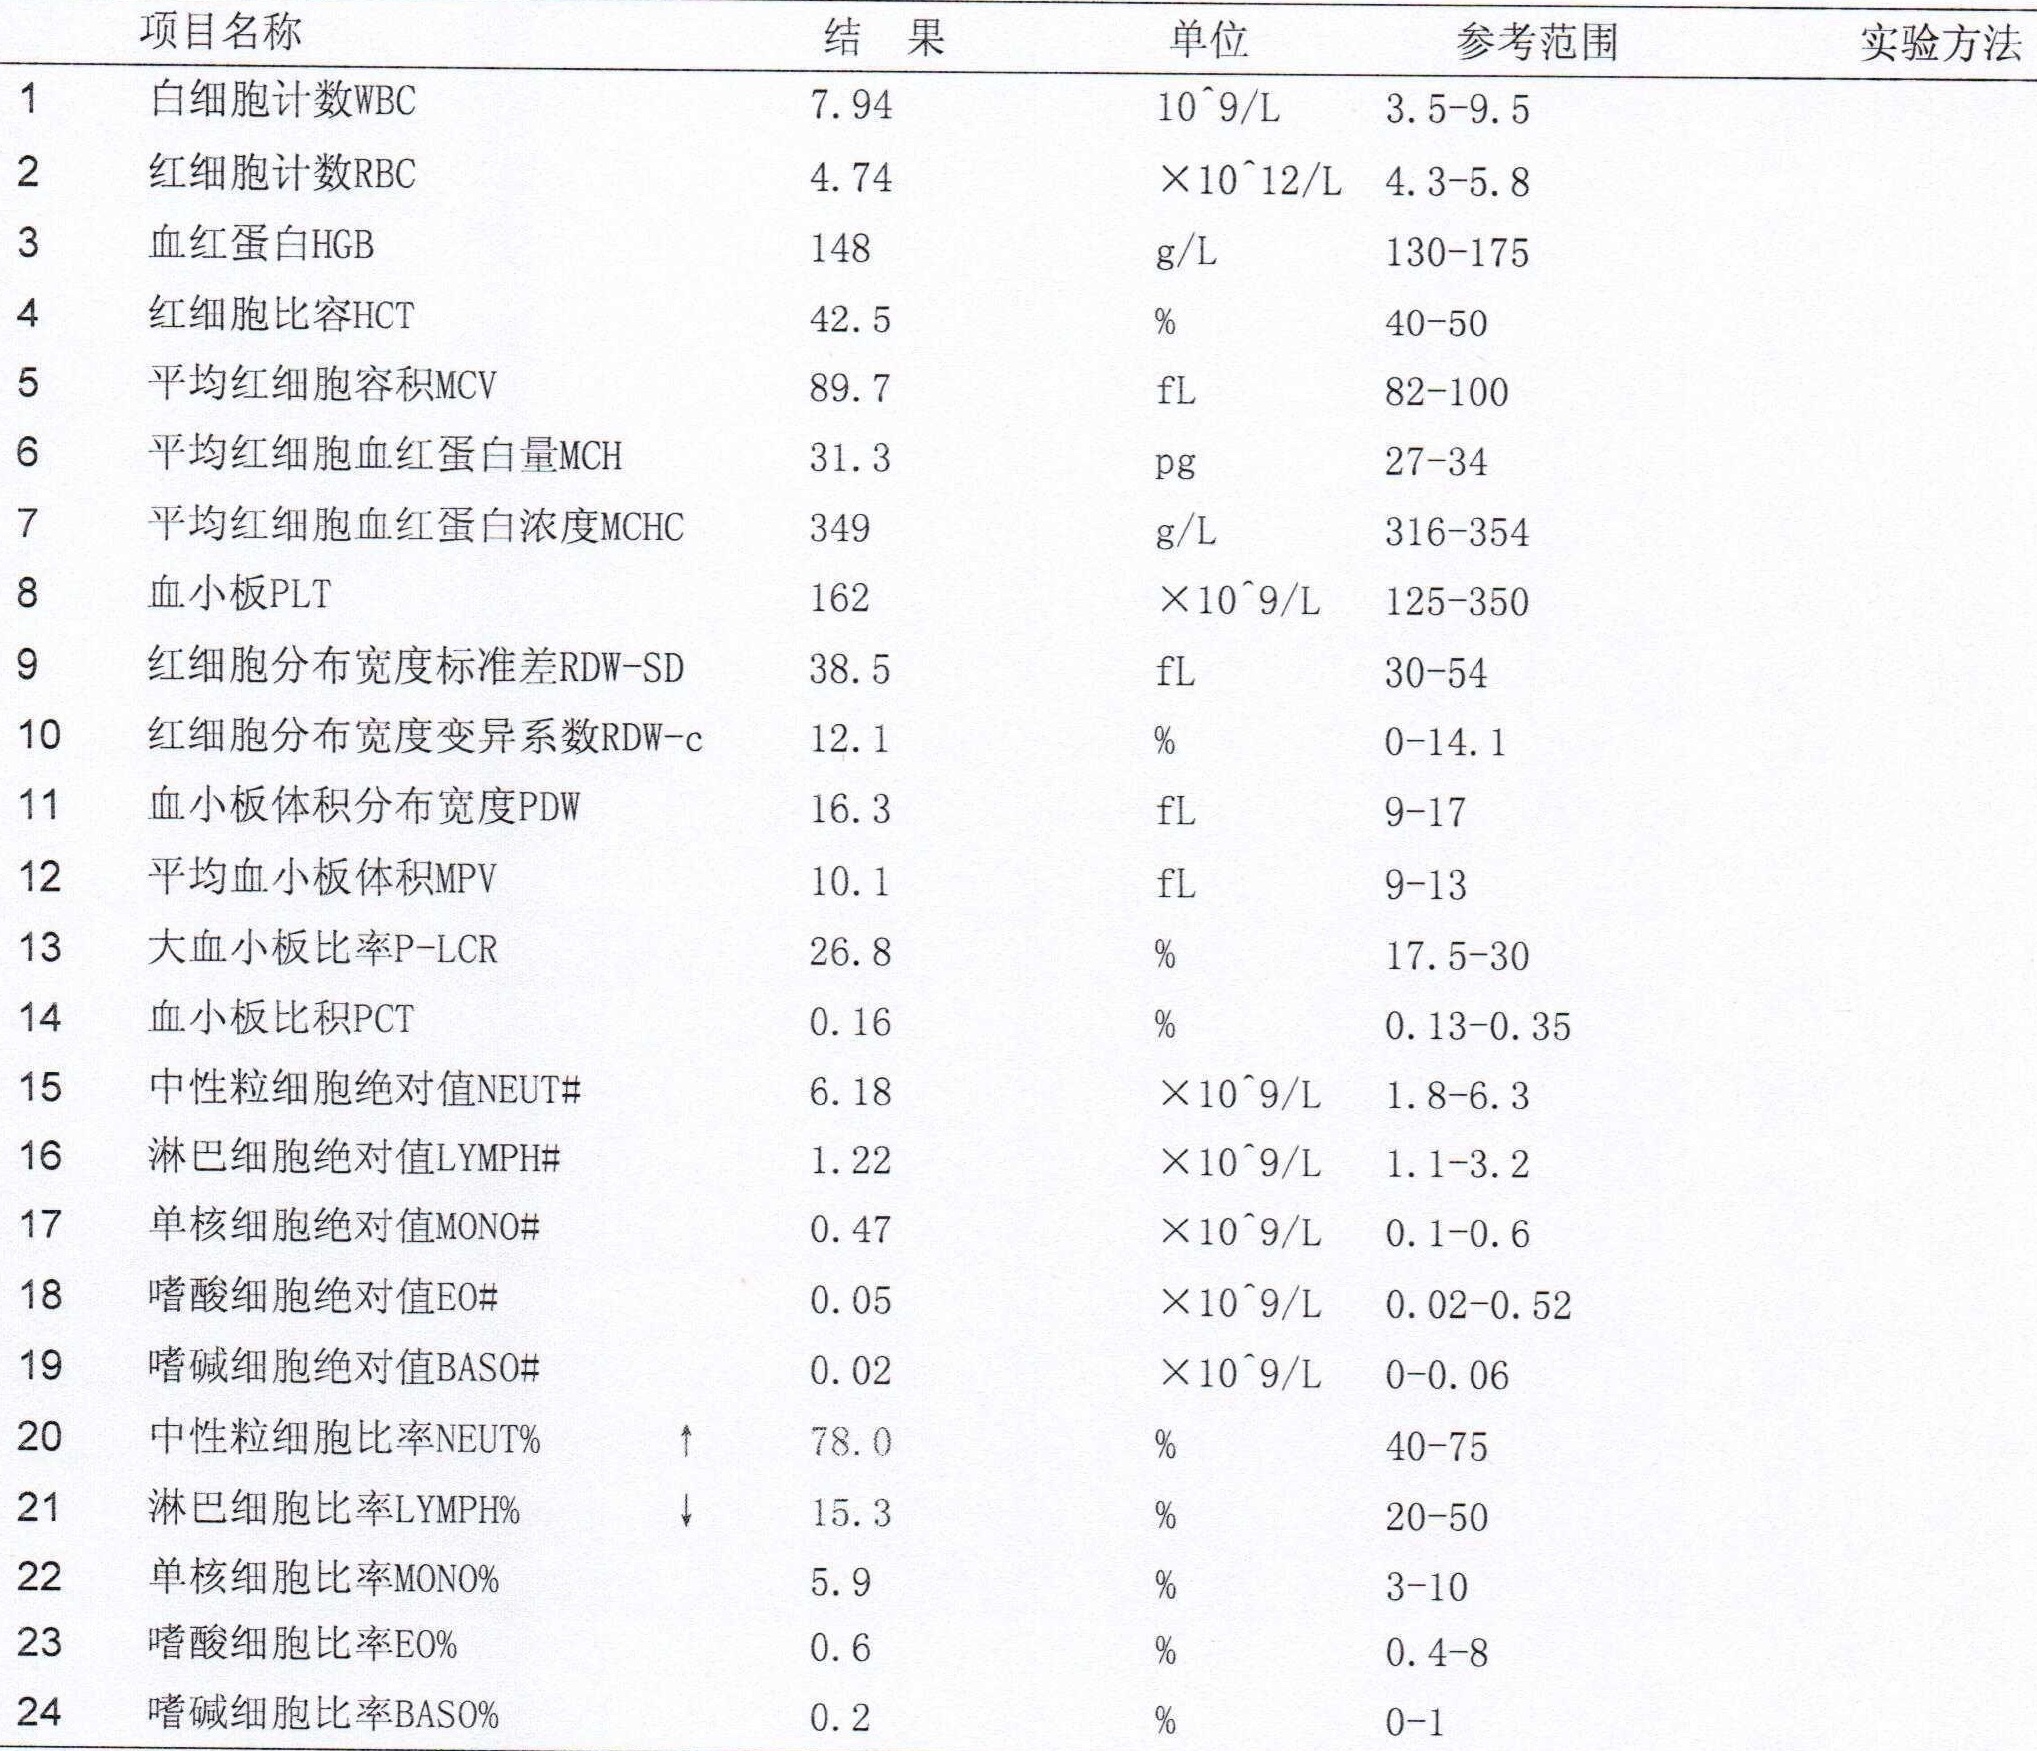 项目名称 结 果 单位 参考范围 实验方法
1 白细胞计数WBC 7.94 10^9/L 3.5-9.5
2 红细胞计数RBC 4.74 ×10^12/L 4.3-5.8
3 血红蛋白HGB 148 g/L 130-175
4 红细胞比容HCT 42.5 % 40-50
5 平均红细胞容积MCV 89.7 fL 82-100
6 平均红细胞血红蛋白量MCH 31.3 pg 27-34
7 平均红细胞血红蛋白浓度MCHC 349 g/L 316-354
8 血小板PLT 162 ×10^9/L 125-350
9 红细胞分布宽度标准差RDW-SD 38.5 fL 30-54
10 红细胞分布宽度变异系数RDW-c 12.1 % 0-14.1
11 血小板体积分布宽度PDW 16.3 fL 9-17
12 平均血小板体积MPV 10.1 fL 9-13
13 大血小板比率P-LCR 26.8 % 17.5-30
14 血小板比积PCT 0.16 % 0.13-0.35
15 中性粒细胞绝对值NEUT# 6.18 ×10^9/L 1.8-6.3
16 淋巴细胞绝对值LYMPH# 1.22 ×10^9/L 1.1-3.2
17 单核细胞绝对值MONO# 0.47 ×10^9/L 0.1-0.6
18 嗜酸细胞绝对值EO# 0.05 ×10^9/L 0.02-0.52
19 嗜碱细胞绝对值BASO# 0.02 ×10^9/L 0-0.06
20 中性粒细胞比率NEUT% ↑ 78.0 % 40-75
21 淋巴细胞比率LYMPH% ↓ 15.3 % 20-50
22 单核细胞比率MONO% 5.9 % 3-10
23 嗜酸细胞比率EO% 0.6 % 0.4-8
24 嗜碱细胞比率BASO% 0.2 % 0-1